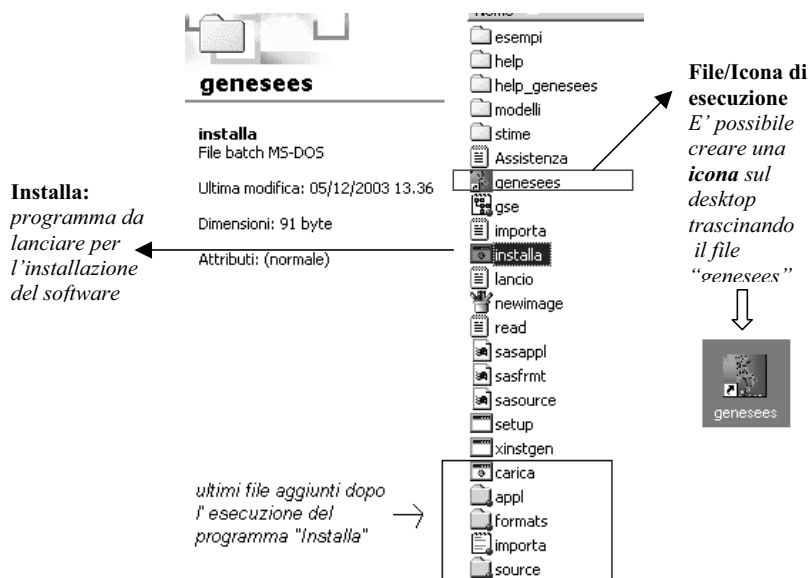 Nome
genesees
installa
File batch MS-DOS
Ultima modifica: 05/12/2003 13.36
Dimensioni: 91 byte
Attributi: (normale)
Installa:
programma da
lanciare per
l'installazione
del software
esempi
help
help_genesees
modelli
stime
Assistenza
genesees
gse
importa
installa
lancio
newimage
read
sasappl
sasfrmt
sasource
setup
xinstgen
carica
appl
formats
importa
source
ultimi file aggiunti dopo
l' esecuzione del
programma "Installa"
File/Icona di
esecuzione
E' possibile
creare una
icona sul
desktop
trascinando
il file
"genesees"
genesees